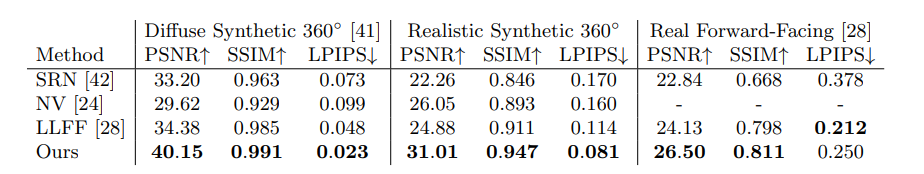 Diffuse Synthetic 360° [41] Realistic Synthetic 360° Real Forward-Facing [28]
Method PSNR↑ SSIM↑ LPIPS↓ PSNR↑ SSIM↑ LPIPS↓ PSNR↑ SSIM↑ LPIPS↓
SRN [42] 33.20 0.963 0.073 22.26 0.846 0.170 22.84 0.668 0.378
NV [24] 29.62 0.929 0.099 26.05 0.893 0.160 - - -
LLFF [28] 34.38 0.985 0.048 24.88 0.911 0.114 24.13 0.798 0.212
Ours 40.15 0.991 0.023 31.01 0.947 0.081 26.50 0.811 0.250